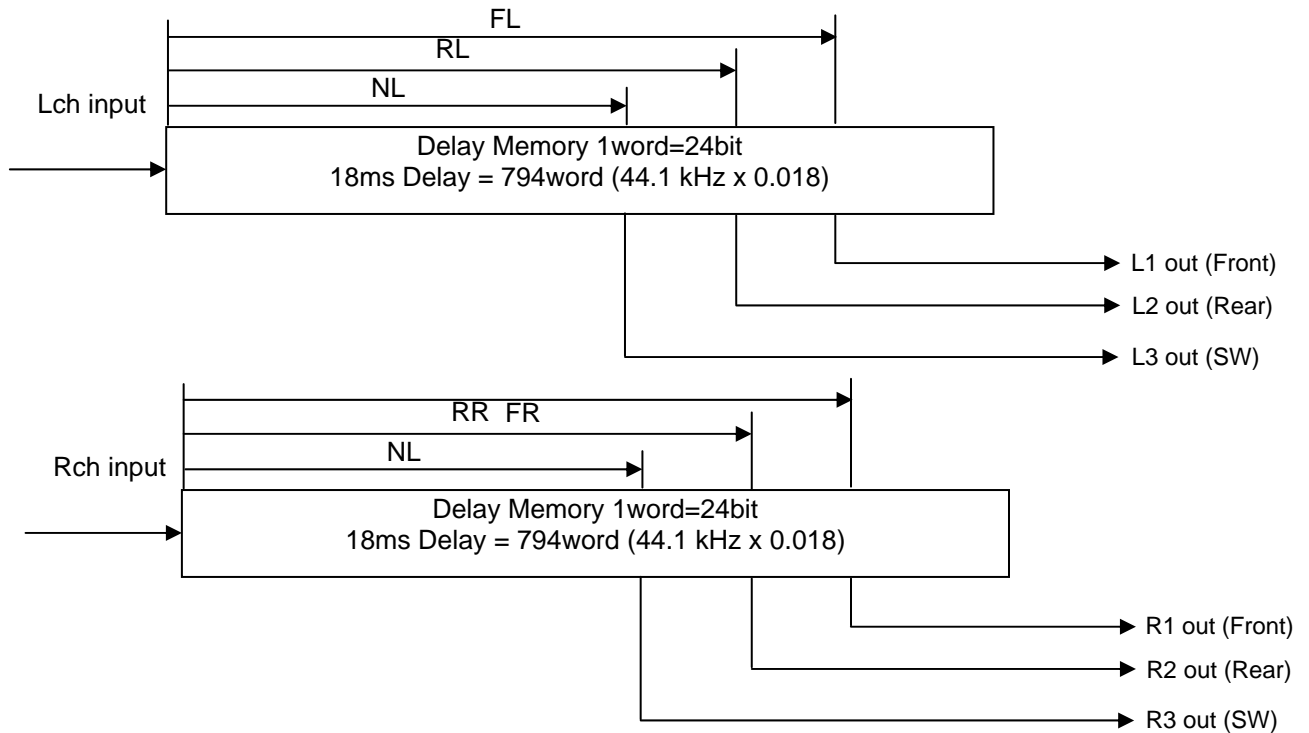 FL
RL
NL
Lch input
Delay Memory 1word=24bit
18ms Delay = 794word (44.1 kHz x 0.018)
L1 out (Front)
L2 out (Rear)
L3 out (SW)
RR FR
NL
Rch input
Delay Memory 1word=24bit
18ms Delay = 794word (44.1 kHz x 0.018)
R1 out (Front)
R2 out (Rear)
R3 out (SW)